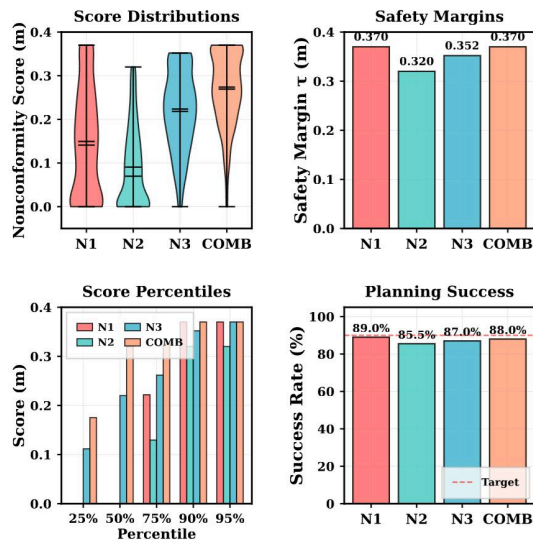 Score Distributions
Nonconformity Score (m)
0.4
0.3
0.2
0.1
0.0
N1 N2 N3 COMB
Safety Margins
Safety Margin τ (m)
0.4
0.3
0.2
0.1
0.0
0.370 0.320 0.352 0.370
N1 N2 N3 COMB
Score Percentiles
Score (m)
0.4
0.3
0.2
0.1
0.0
N1 N3
N2 COMB
25% 50% 75% 90% 95%
Percentile
Planning Success
Success Rate (%)
100
80
60
40
20
0
89.0% 85.5% 87.0% 88.0%
Target
N1 N2 N3 COMB